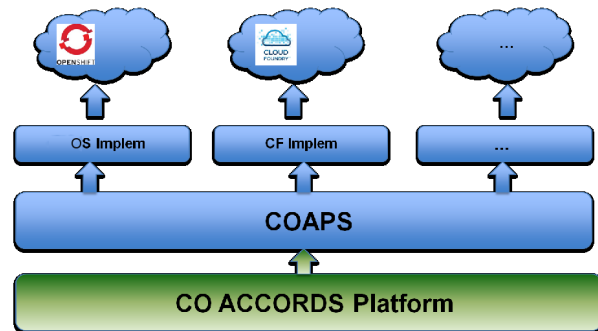 OPENSHIFT
CLOUD
FOUNDRY
...
OS Implem
CF Implem
...
COAPS
CO ACCORDS Platform